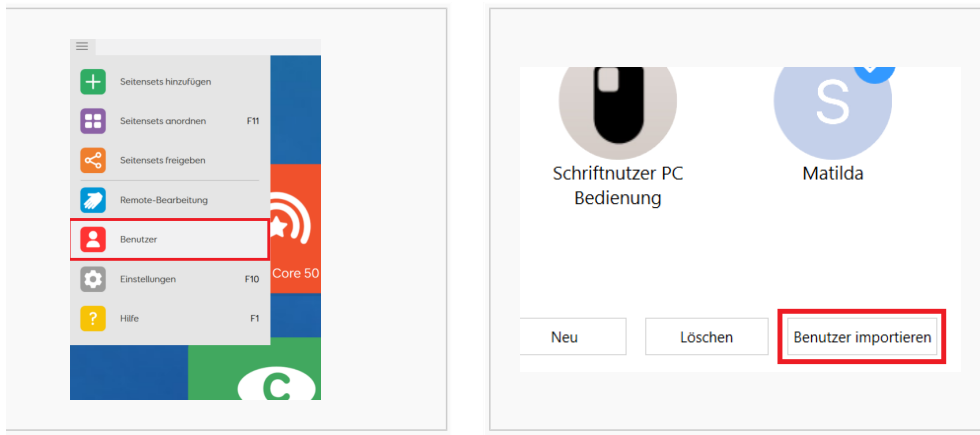 Seitensets hinzufügen
Seitensets anordnen F11
Seitensets freigeben
Remote-Bearbeitung
Benutzer
Einstellungen F10
Core 50
? Hilfe F1
C
S
Schriftnutzer PC
Bedienung
Matilda
Neu Löschen Benutzer importieren